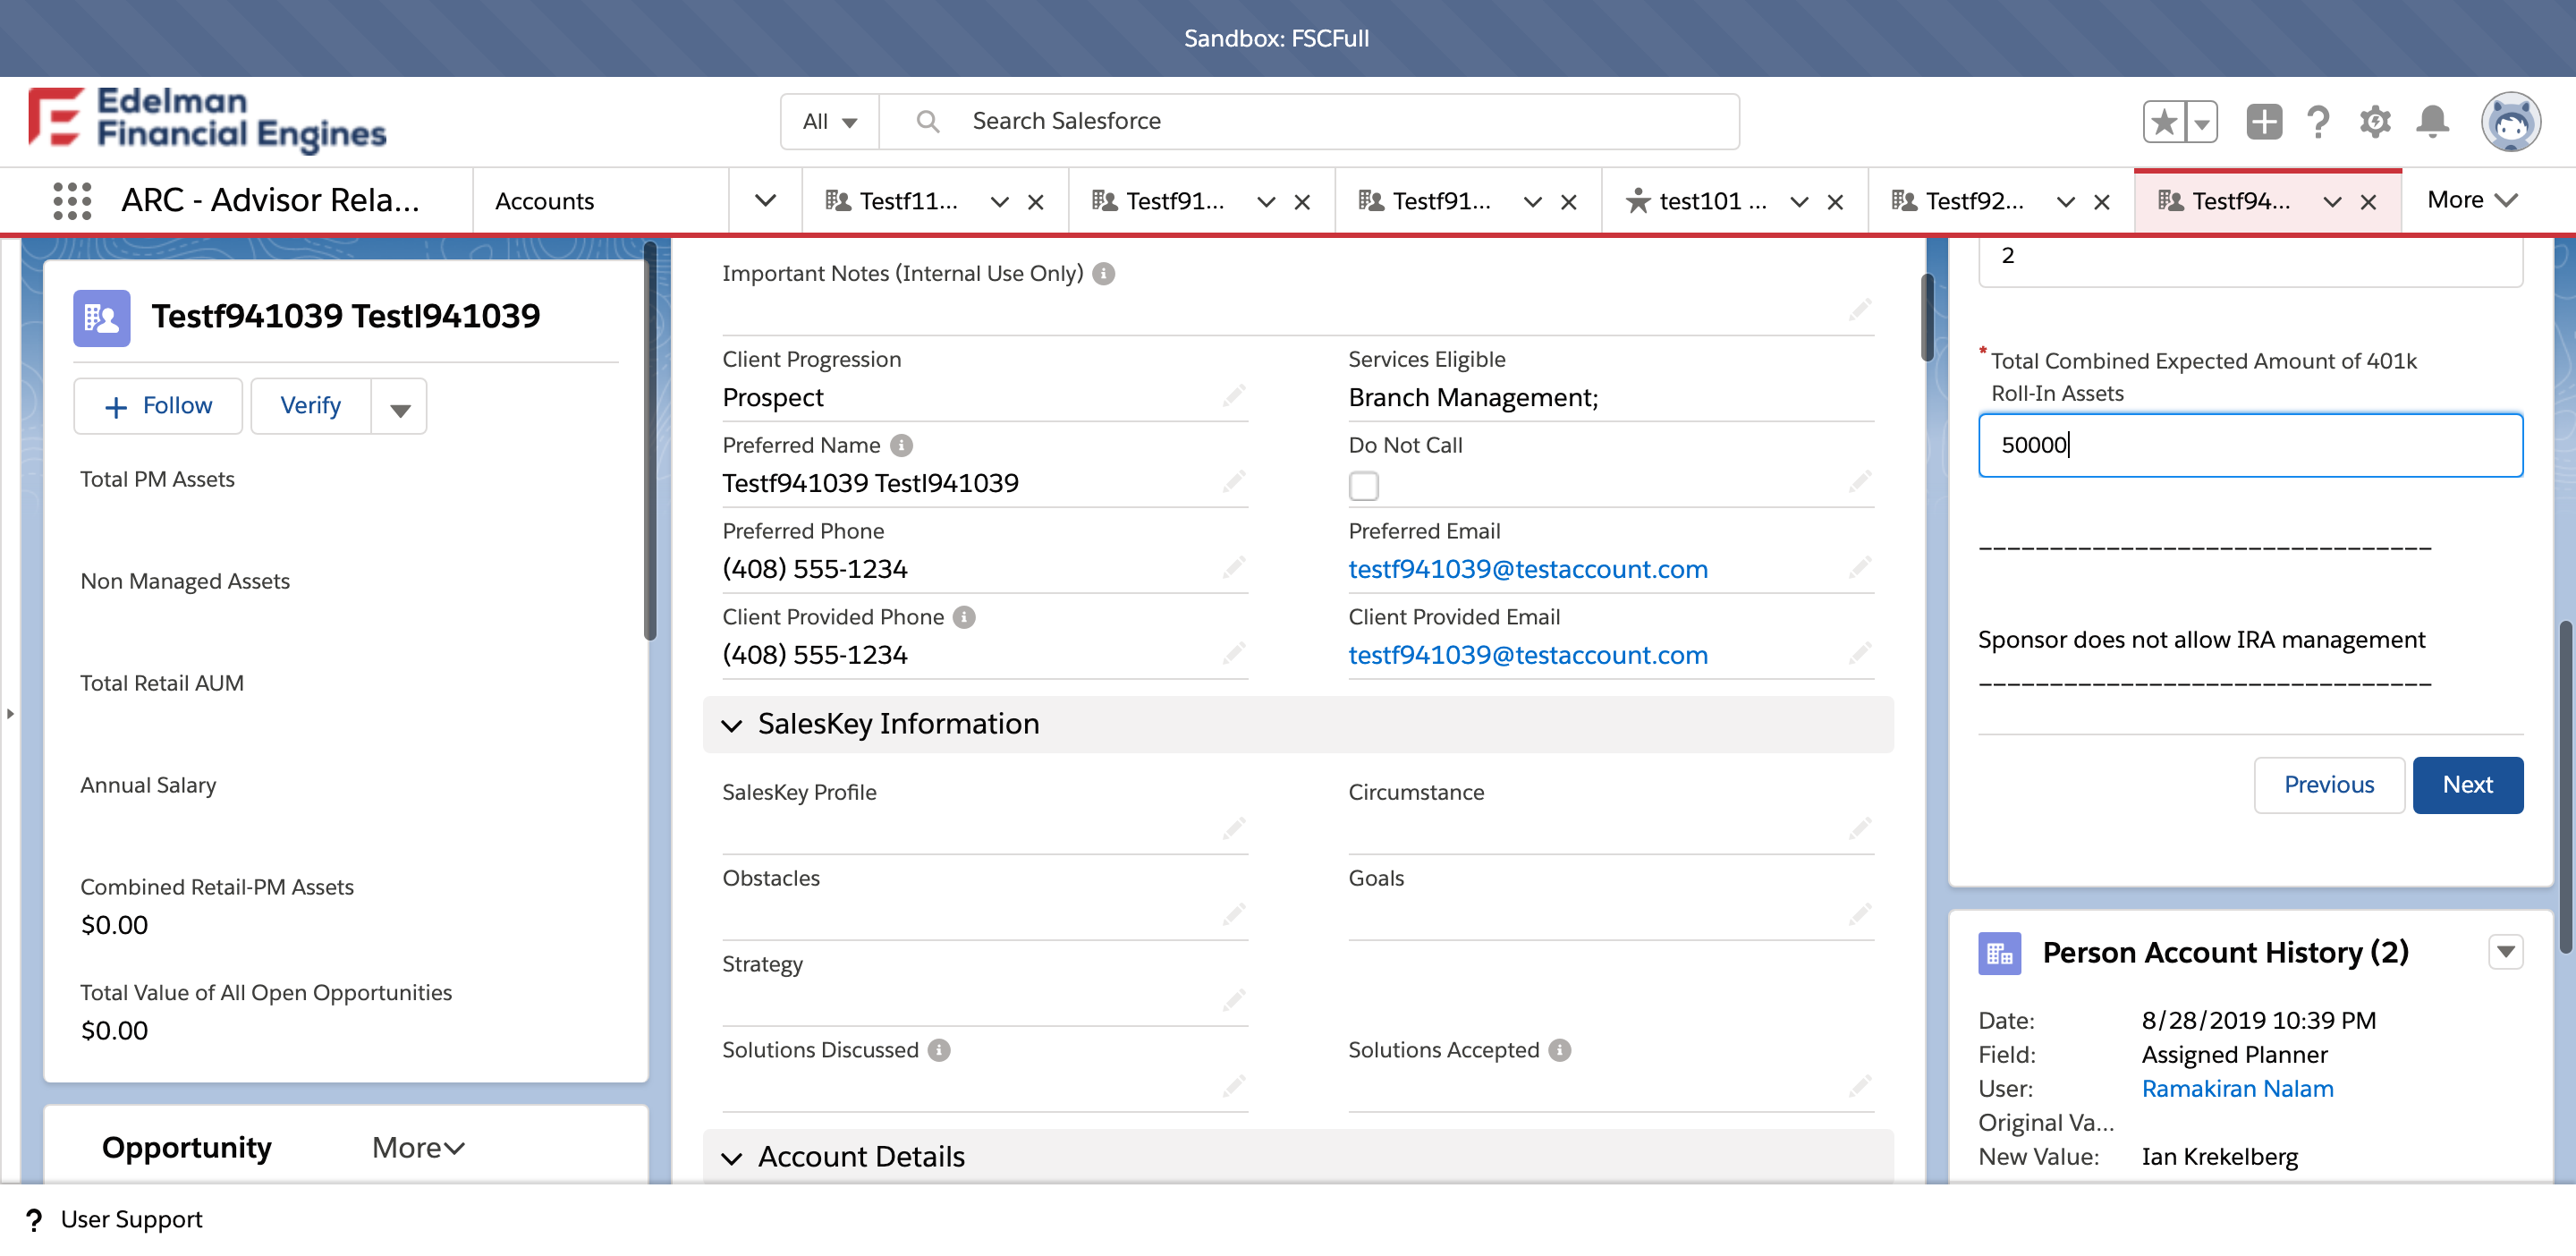 Sandbox: FSCFull
Edelman
Financial Engines
All
Search Salesforce
ARC - Advisor Rela...
Accounts
Testf11...
Testf91...
Testf91...
test101 ...
Testf92...
Testf94...
More
Testf941039 Testl941039
Follow
Verify
Total PM Assets
Non Managed Assets
Total Retail AUM
Annual Salary
Combined Retail-PM Assets
$0.00
Total Value of All Open Opportunities
$0.00
Opportunity
More
Important Notes (Internal Use Only)
Client Progression
Prospect
Services Eligible
Branch Management;
Preferred Name
Testf941039 Testl941039
Do Not Call
Preferred Phone
(408) 555-1234
Preferred Email
testf941039@testaccount.com
Client Provided Phone
(408) 555-1234
Client Provided Email
testf941039@testaccount.com
SalesKey Information
SalesKey Profile
Circumstance
Obstacles
Goals
Strategy
Solutions Discussed
Solutions Accepted
Account Details
2
* Total Combined Expected Amount of 401k
Roll-In Assets
50000
--------------------------------
Sponsor does not allow IRA management
--------------------------------
Previous
Next
Person Account History (2)
Date: 8/28/2019 10:39 PM
Field: Assigned Planner
User: Ramakiran Nalam
Original Va...
New Value: Ian Krekelberg
? User Support